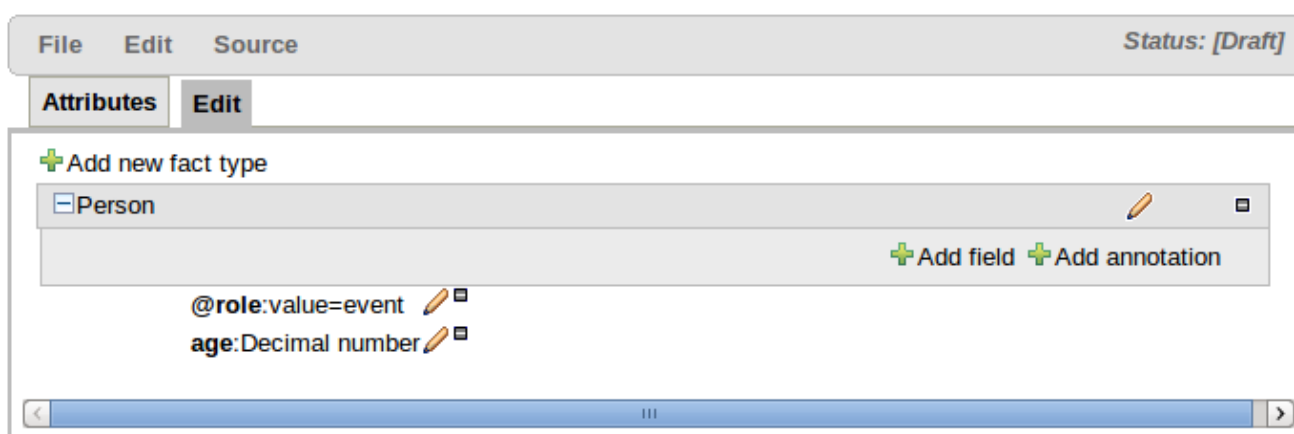 File Edit Source Status: [Draft]
Attributes Edit
Add new fact type
Person
Add field Add annotation
@role:value=event
age:Decimal number